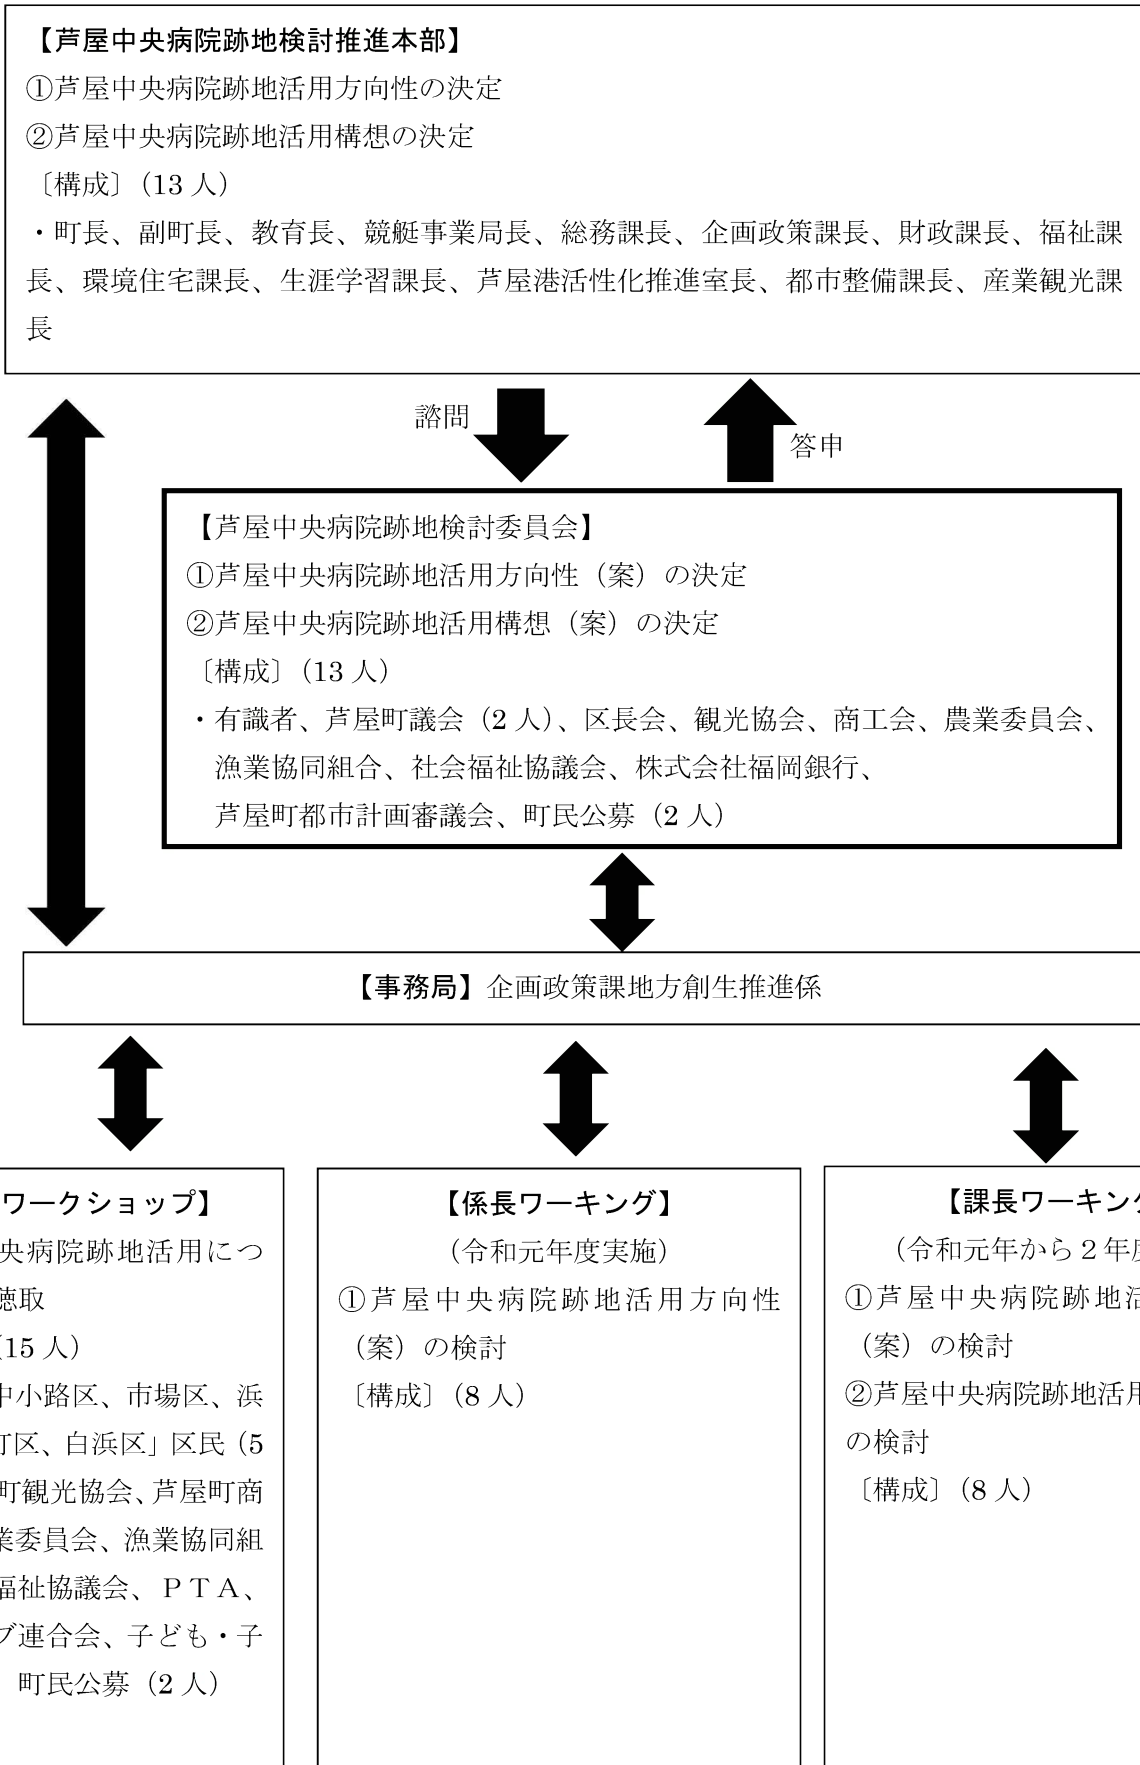 【芦屋中央病院跡地検討推進本部】
①芦屋中央病院跡地活用方向性の決定
②芦屋中央病院跡地活用構想の決定
〔構成〕（13 人）
・町長、副町長、教育長、競艇事業局長、総務課長、企画政策課長、財政課長、福祉課
長、環境住宅課長、生涯学習課長、芦屋港活性化推進室長、都市整備課長、産業観光課
長
諮問
答申
【芦屋中央病院跡地検討委員会】
①芦屋中央病院跡地活用方向性（案）の決定
②芦屋中央病院跡地活用構想（案）の決定
〔構成〕（13 人）
・有識者、芦屋町議会（2 人）、区長会、観光協会、商工会、農業委員会、
漁業協同組合、社会福祉協議会、株式会社福岡銀行、
芦屋町都市計画審議会、町民公募（2 人）
【事務局】企画政策課地方創生推進係
ワークショップ】
央病院跡地活用につ
聴取
（15 人）
中小路区、市場区、浜
町区、白浜区」区民（5
町観光協会、芦屋町商
業委員会、漁業協同組
福祉協議会、ＰＴＡ、
ブ連合会、子ども・子
町民公募（2 人）
【係長ワーキング】
（令和元年度実施）
①芦屋中央病院跡地活用方向性
（案）の検討
〔構成〕（8 人）
【課長ワーキング
（令和元年から２年度
①芦屋中央病院跡地活
（案）の検討
②芦屋中央病院跡地活用
の検討
〔構成〕（8 人）